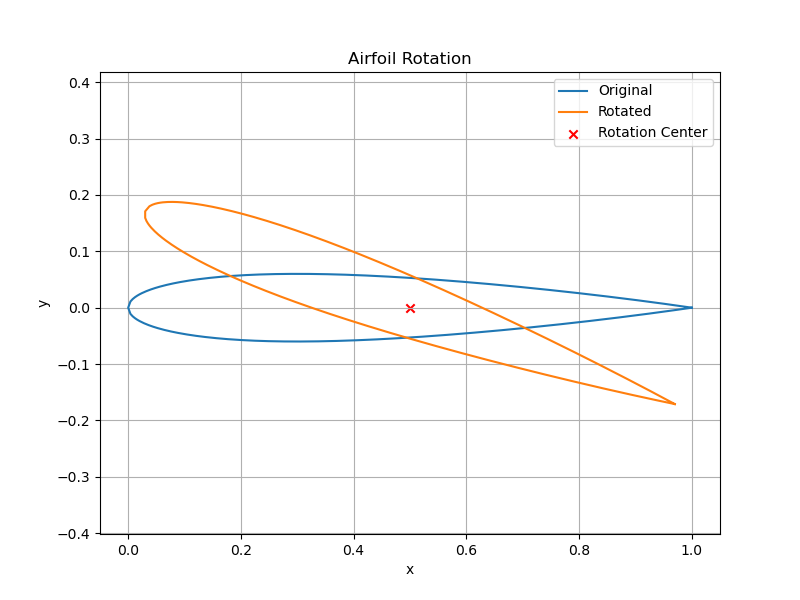 Airfoil Rotation
Original
Rotated
Rotation Center
y
0.4
0.3
0.2
0.1
0.0
−0.1
−0.2
−0.3
−0.4
0.0 0.2 0.4 0.6 0.8 1.0
x